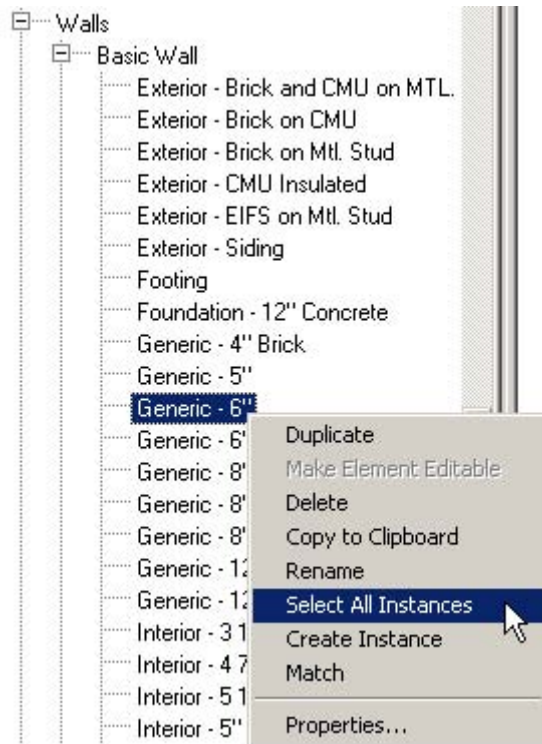 Walls
Basic Wall
Exterior - Brick and CMU on MTL.
Exterior - Brick on CMU
Exterior - Brick on Mtl. Stud
Exterior - CMU Insulated
Exterior - EIFS on Mtl. Stud
Exterior - Siding
Footing
Foundation - 12" Concrete
Generic - 4" Brick
Generic - 5"
Generic - 6"
Generic - 6"
Generic - 8"
Generic - 8"
Generic - 8"
Generic - 12
Generic - 12
Interior - 3 1
Interior - 4 7
Interior - 5 1
Interior - 5"
Duplicate
Make Element Editable
Delete
Copy to Clipboard
Rename
Select All Instances
Create Instance
Match
Properties...